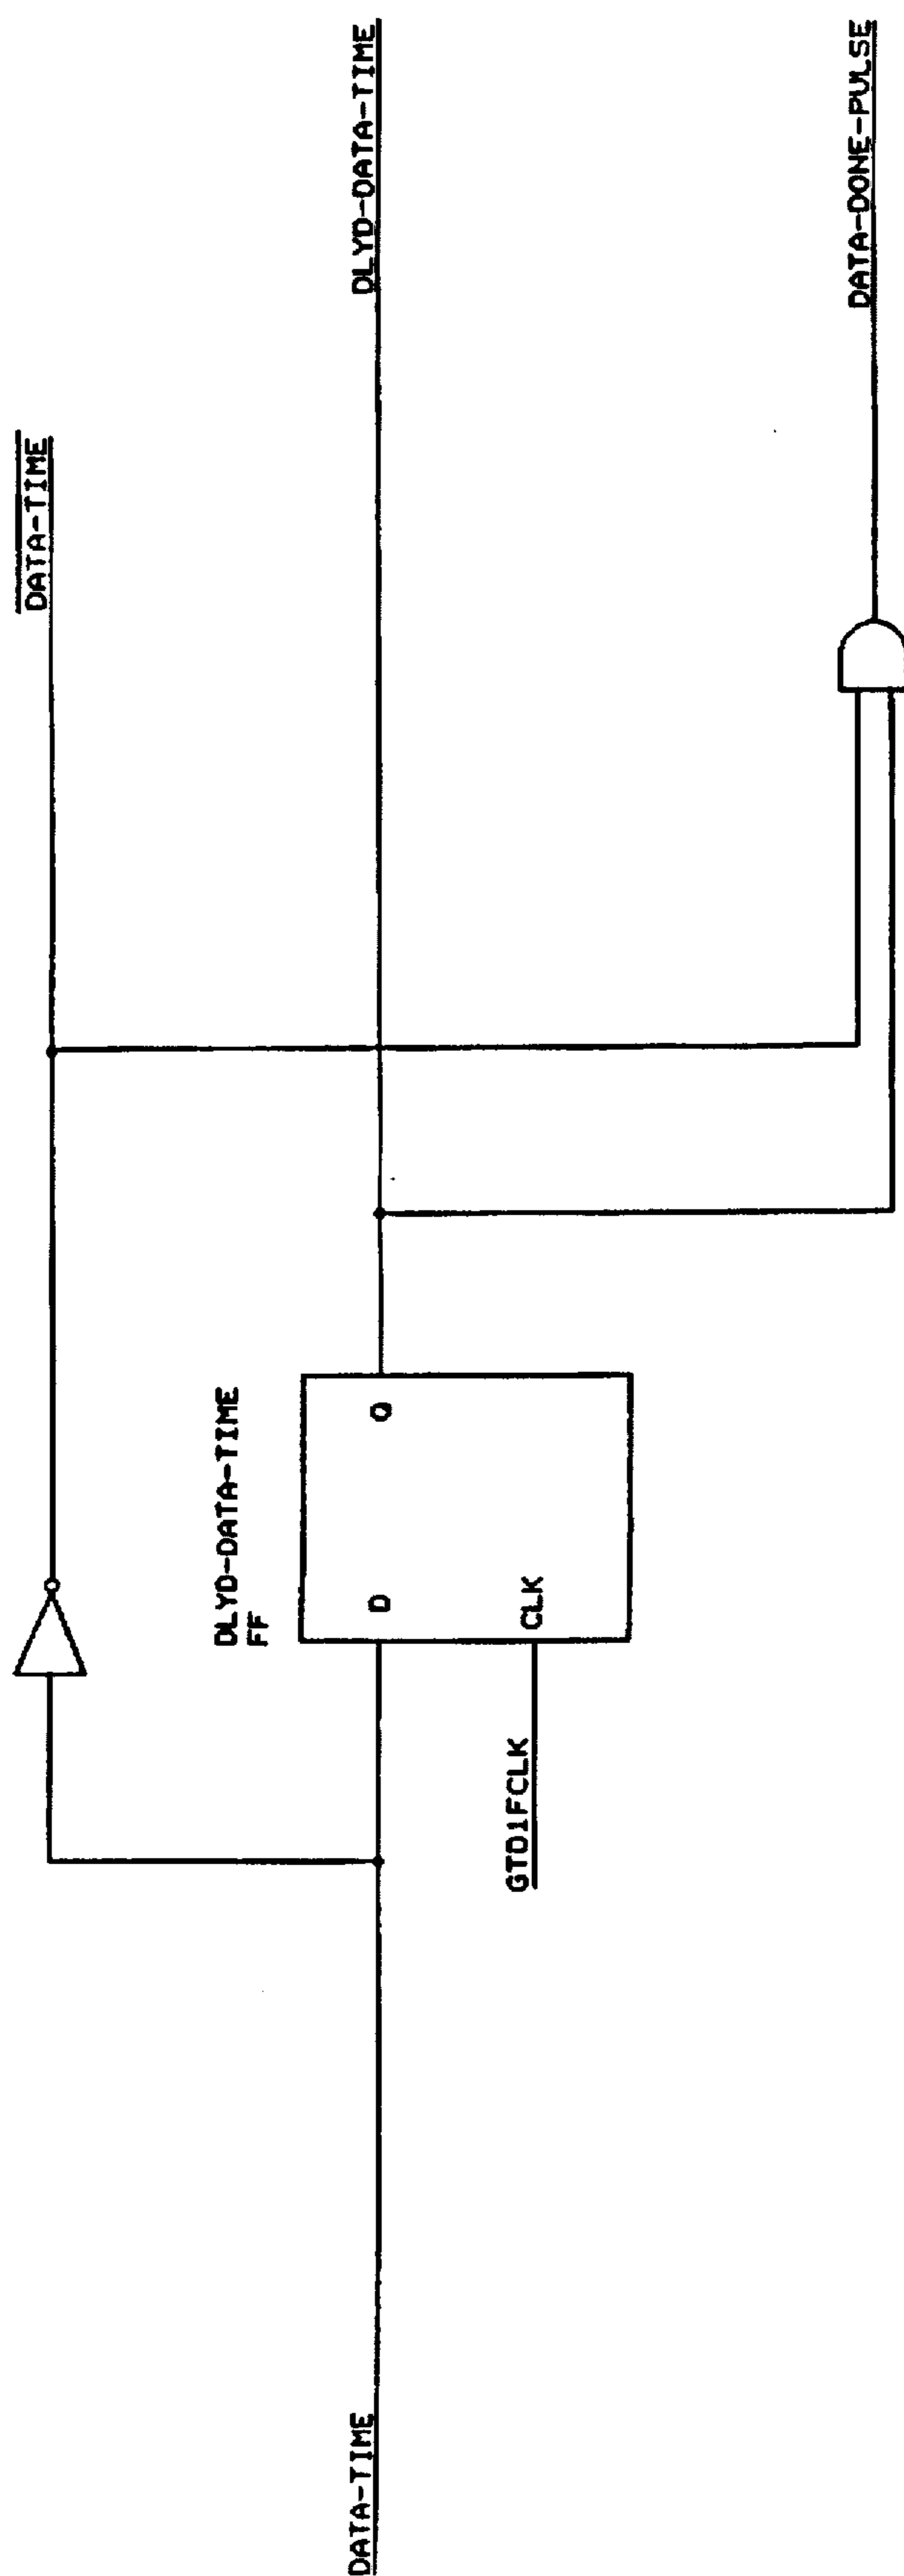 DATA-TIME
DLYD-DATA-TIME
DATA-DONE-PULSE
DLYD-DATA-TIME
FF
D
Q
CLK
GTD1FCLK
DATA-TIME